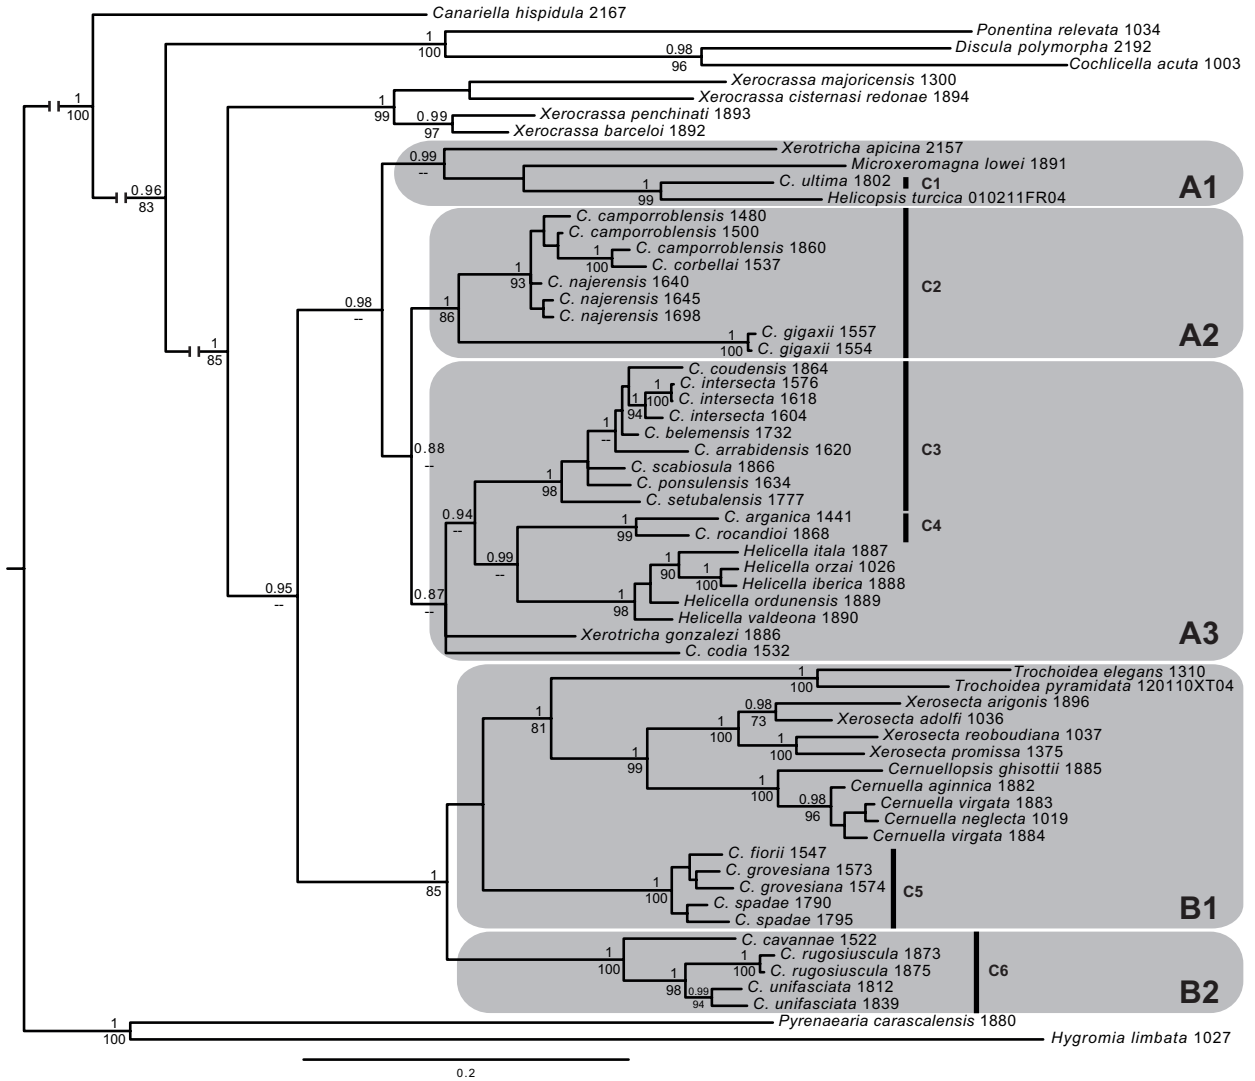 Canariella hispidula 2167
1
100
Ponentina relevata 1034
1
100
Discula polymorpha 2192
0.98
96
Cochlicella acuta 1003
Xerocrassa majoricensis 1300
1
99
Xerocrassa cisternasi redonae 1894
Xerocrassa penchinati 1893
0.99
97
Xerocrassa barceloi 1892
0.96
83
Xerotricha apicina 2157
0.99
--
Microxeromagna lowei 1891
C. ultima 1802
C1
1
99
Helicopsis turcica 010211FR04
A1
C. camporroblensis 1480
C. camporroblensis 1500
C. camporroblensis 1860
1
100
C. corbellai 1537
1
93
C. najerensis 1640
C. najerensis 1645
C. najerensis 1698
C2
1
86
C. gigaxii 1557
1
100
C. gigaxii 1554
A2
0.98
--
1
85
C. coudensis 1864
C. intersecta 1576
1
100
C. intersecta 1618
1
94
C. intersecta 1604
C. belemensis 1732
1
--
C. arrabidensis 1620
C3
0.88
--
C. scabiosula 1866
C. ponsulensis 1634
1
98
C. setubalensis 1777
C. arganica 1441
1
99
C4
0.94
--
C. rocandioi 1868
Helicella itala 1887
0.99
--
1
90
Helicella orzai 1026
1
100
Helicella iberica 1888
Helicella ordunensis 1889
1
98
0.87
--
Helicella valdeona 1890
Xerotricha gonzalezi 1886
A3
C. codia 1532
0.95
--
Trochoidea elegans 1310
1
100
Trochoidea pyramidata 120110XT04
Xerosecta arigonis 1896
0.98
73
1
81
Xerosecta adolfi 1036
1
100
Xerosecta reoboudiana 1037
1
100
Xerosecta promissa 1375
1
99
Cernuellopsis ghisottii 1885
1
100
Cernuella aginnica 1882
0.98
96
Cernuella virgata 1883
Cernuella neglecta 1019
Cernuella virgata 1884
C. fiorii 1547
C. grovesiana 1573
1
100
C. grovesiana 1574
C5
C. spadae 1790
C. spadae 1795
B1
1
85
C. cavannae 1522
1
100
C. rugosiuscula 1873
1
100
C. rugosiuscula 1875
C6
1
98
C. unifasciata 1812
0.99
94
C. unifasciata 1839
B2
Pyrenaearia carascalensis 1880
1
100
Hygromia limbata 1027
0.2